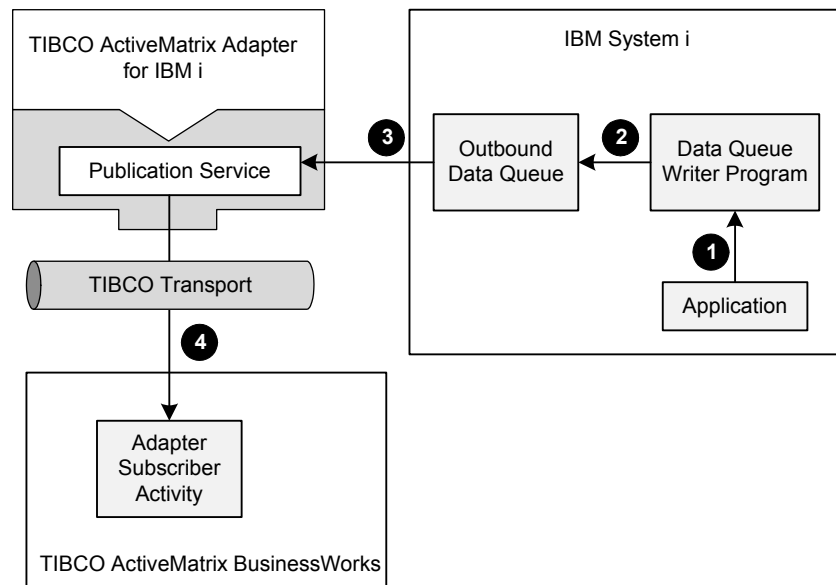 TIBCO ActiveMatrix Adapter
for IBM i
Publication Service
TIBCO Transport
4
Adapter
Subscriber
Activity
TIBCO ActiveMatrix BusinessWorks
IBM System i
3
Outbound
Data Queue
2
Data Queue
Writer Program
1
Application